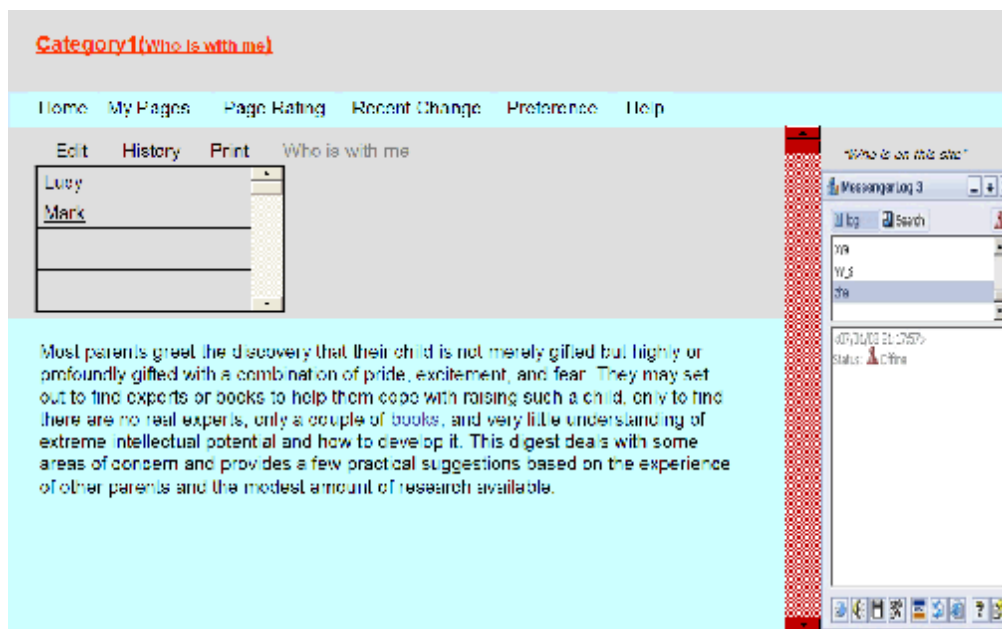 Category1(Who is with me)
Home My Pages Page Rating Recent Change Preference Help
Edit History Print Who is with me
Lucy
Mark
Most parents greet the discovery that their child is not merely gifted but highly or
profoundly gifted with a combination of pride, excitement, and fear. They may set
out to find experts or books to help them cope with raising such a child, only to find
there are no real experts, only a couple of books, and very little understanding of
extreme intellectual potential and how to develop it. This digest deals with some
areas of concern and provides a few practical suggestions based on the experience
of other parents and the modest amount of research available.
"Who is on this site"
MessengerLog 3
log Search
zhe
Status: Offline